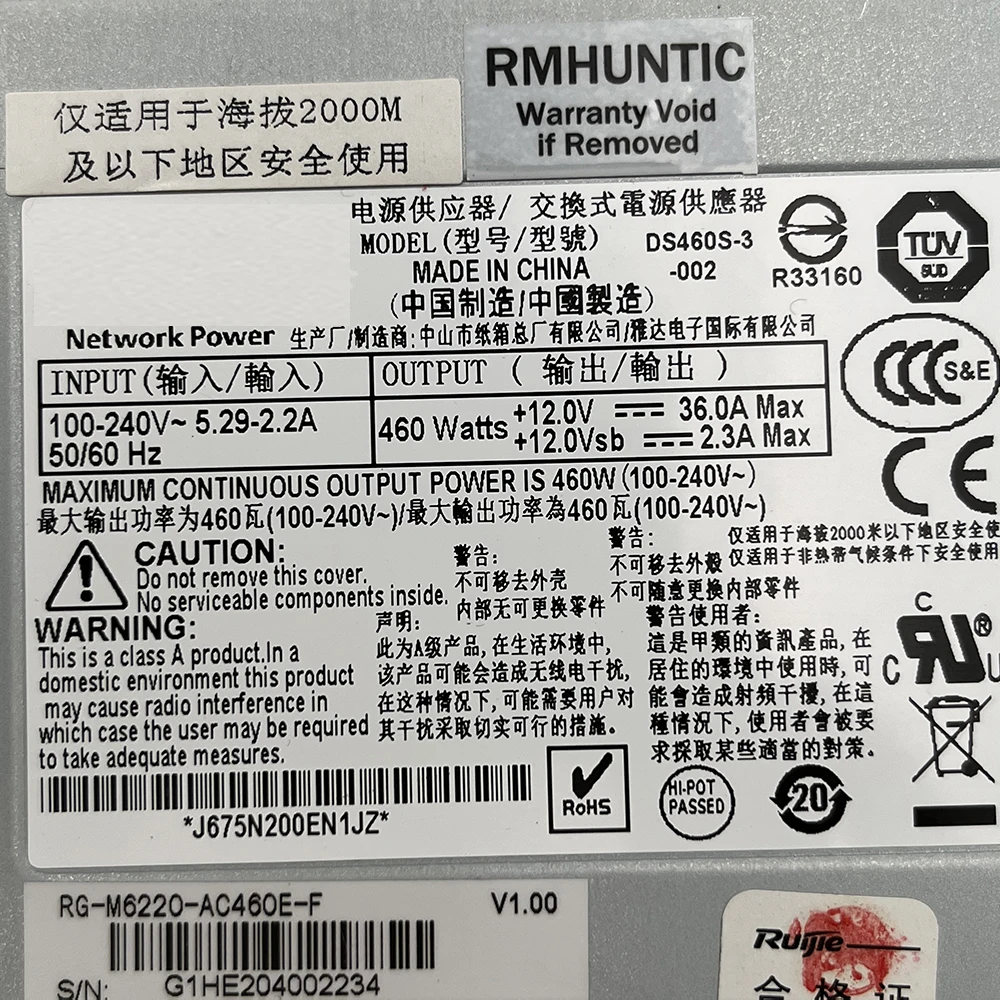 RMHUNTIC
Warranty Void
if Removed
仅适用于海拔2000M
及以下地区安全使用
电源供应器/ 交換式電源供應器
MODEL(型号/型號) DS460S-3
-002
MADE IN CHINA
(中国制造/中國製造)
R33160
TÜV
SÜD
Network Power 生产厂/制造商:中山市纸箱总厂有限公司/雅达电子国际有限公司
INPUT(输入/輸入) OUTPUT ( 输出/輸出 )
100-240V~ 5.29-2.2A
50/60 Hz
460 Watts +12.0V 36.0A Max
+12.0Vsb 2.3A Max
CCC S&E
CE
MAXIMUM CONTINUOUS OUTPUT POWER IS 460W (100-240V~)
最大输出功率为460瓦(100-240V~)/最大輸出功率為460瓦(100-240V~)
CAUTION:
Do not remove this cover.
No serviceable components inside.
警告:
不可移去外壳
内部无可更换零件
警告:
不可移去外殼
不可随意更换内部零件
仅适用于海拔2000米以下地区安全使
仅适用于非热带气候条件下安全使用
WARNING:
This is a class A product.In a
domestic environment this product
may cause radio interference in
which case the user may be required
to take adequate measures.
声明:
此为A级产品, 在生活环境中,
该产品可能会造成无线电干扰,
在这种情况下, 可能需要用户对
其干扰采取切实可行的措施。
警告使用者:
這是甲類的資訊產品, 在
居住的環境中使用時, 可
能會造成射頻干擾, 在這
種情況下, 使用者會被要
求採取某些適當的對策。
C
C RU ® U
*J675N200EN1JZ*
RoHS
HI-POT
PASSED
20
RG-M6220-AC460E-F V1.00
S/N: G1HE204002234
Ruijie
合格证